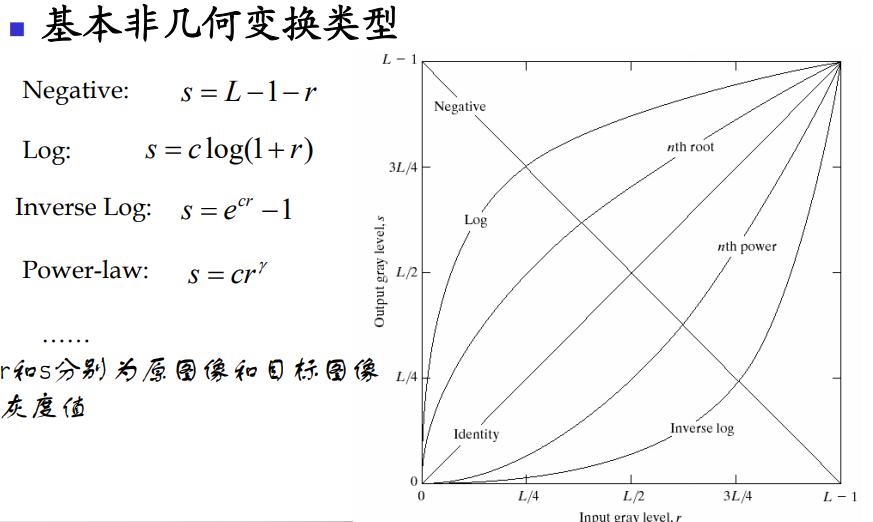 基本非几何变换类型
Negative: s = L − 1 − r
Log: s = c log(1 + r)
Inverse Log: s = e^{cr} − 1
Power-law: s = cr^γ
……
r和s分别为原图像和目标图像
灰度值
L − 1
Negative
nth root
3L/4
Log
nth power
Output gray level, s
L/2
L/4
Identity
Inverse log
0
0 L/4 L/2 3L/4 L − 1
Input gray level, r